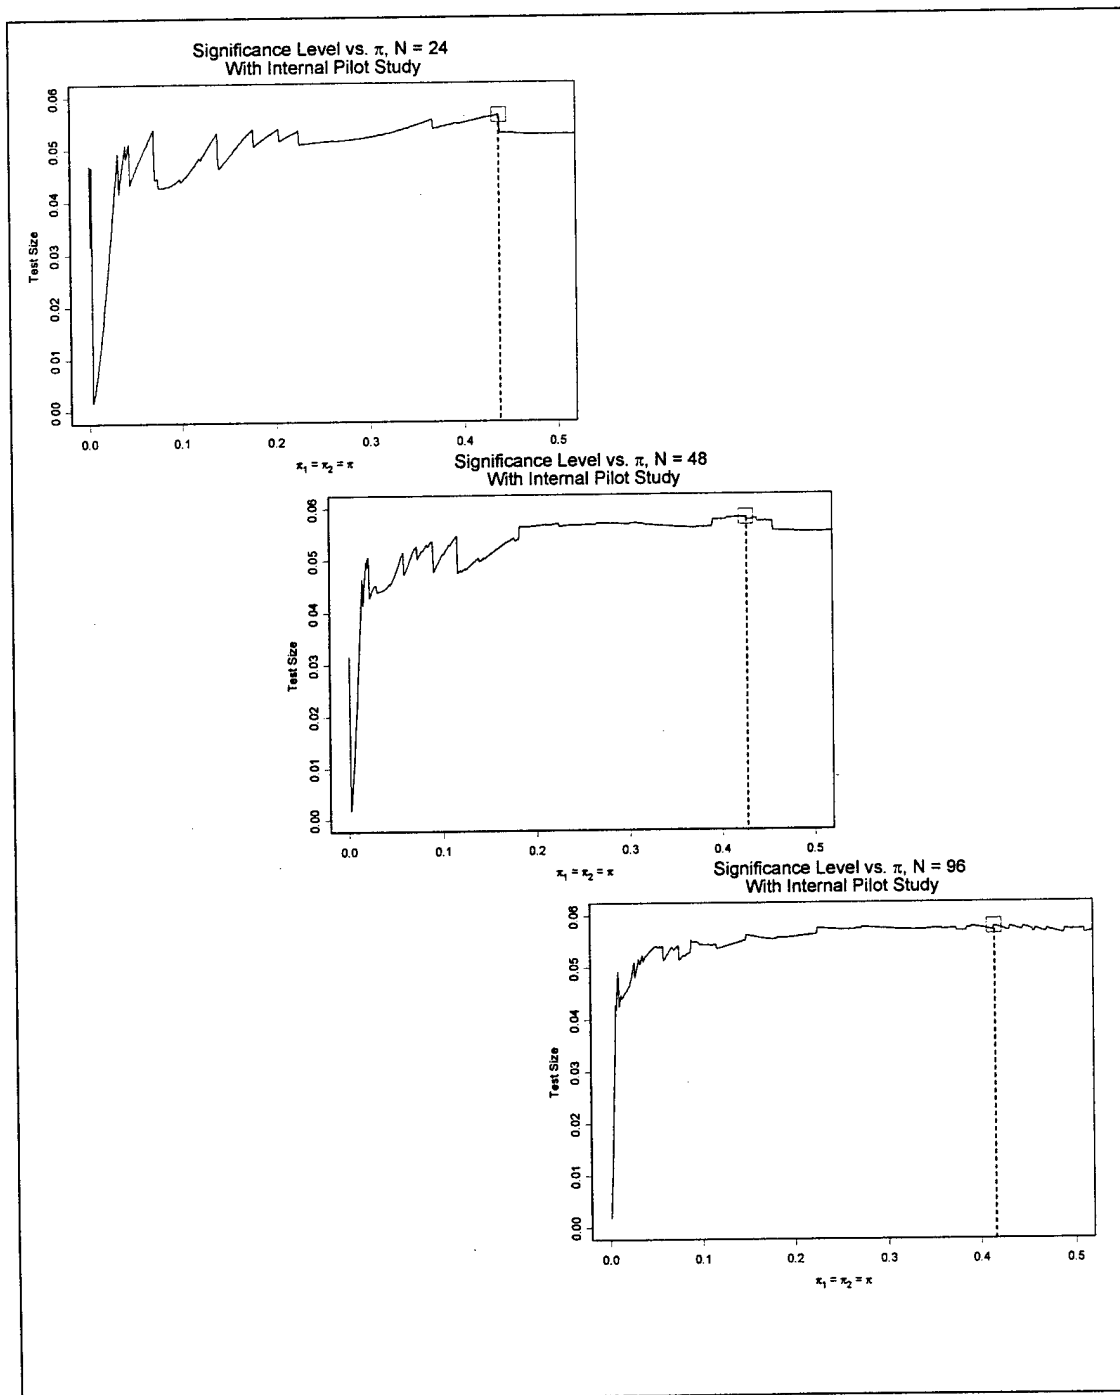 Significance Level vs. π, N = 24
With Internal Pilot Study
0.06
0.05
0.04
0.03
0.02
0.01
0.00
Test Size
0.0 0.1 0.2 0.3 0.4 0.5
π₁ = π₂ = π
Significance Level vs. π, N = 48
With Internal Pilot Study
0.06
0.05
0.04
0.03
0.02
0.01
0.00
Test Size
0.0 0.1 0.2 0.3 0.4 0.5
π₁ = π₂ = π
Significance Level vs. π, N = 96
With Internal Pilot Study
0.06
0.05
0.04
0.03
0.02
0.01
0.00
Test Size
0.0 0.1 0.2 0.3 0.4 0.5
π₁ = π₂ = π